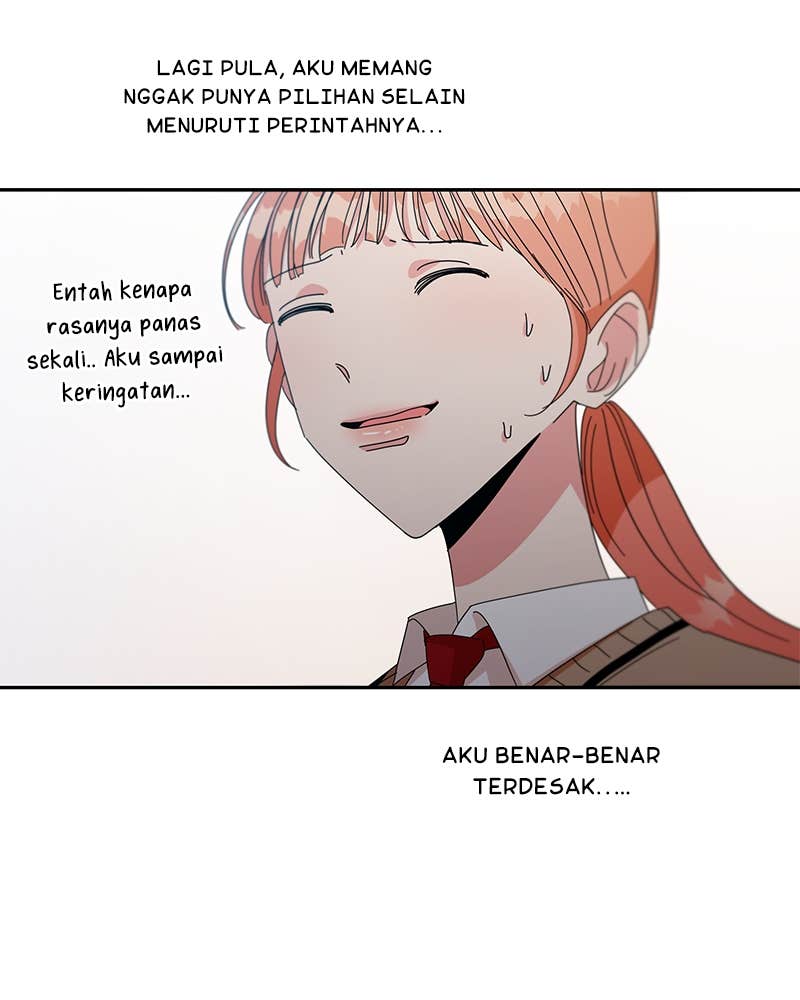 LAGI PULA, AKU MEMANG
NGGAK PUNYA PILIHAN SELAIN
MENURUTI PERINTAHNYA...
Entah kenapa
rasanya panas
sekali.. Aku sampai
keringatan...
AKU BENAR-BENAR
TERDESAK.....